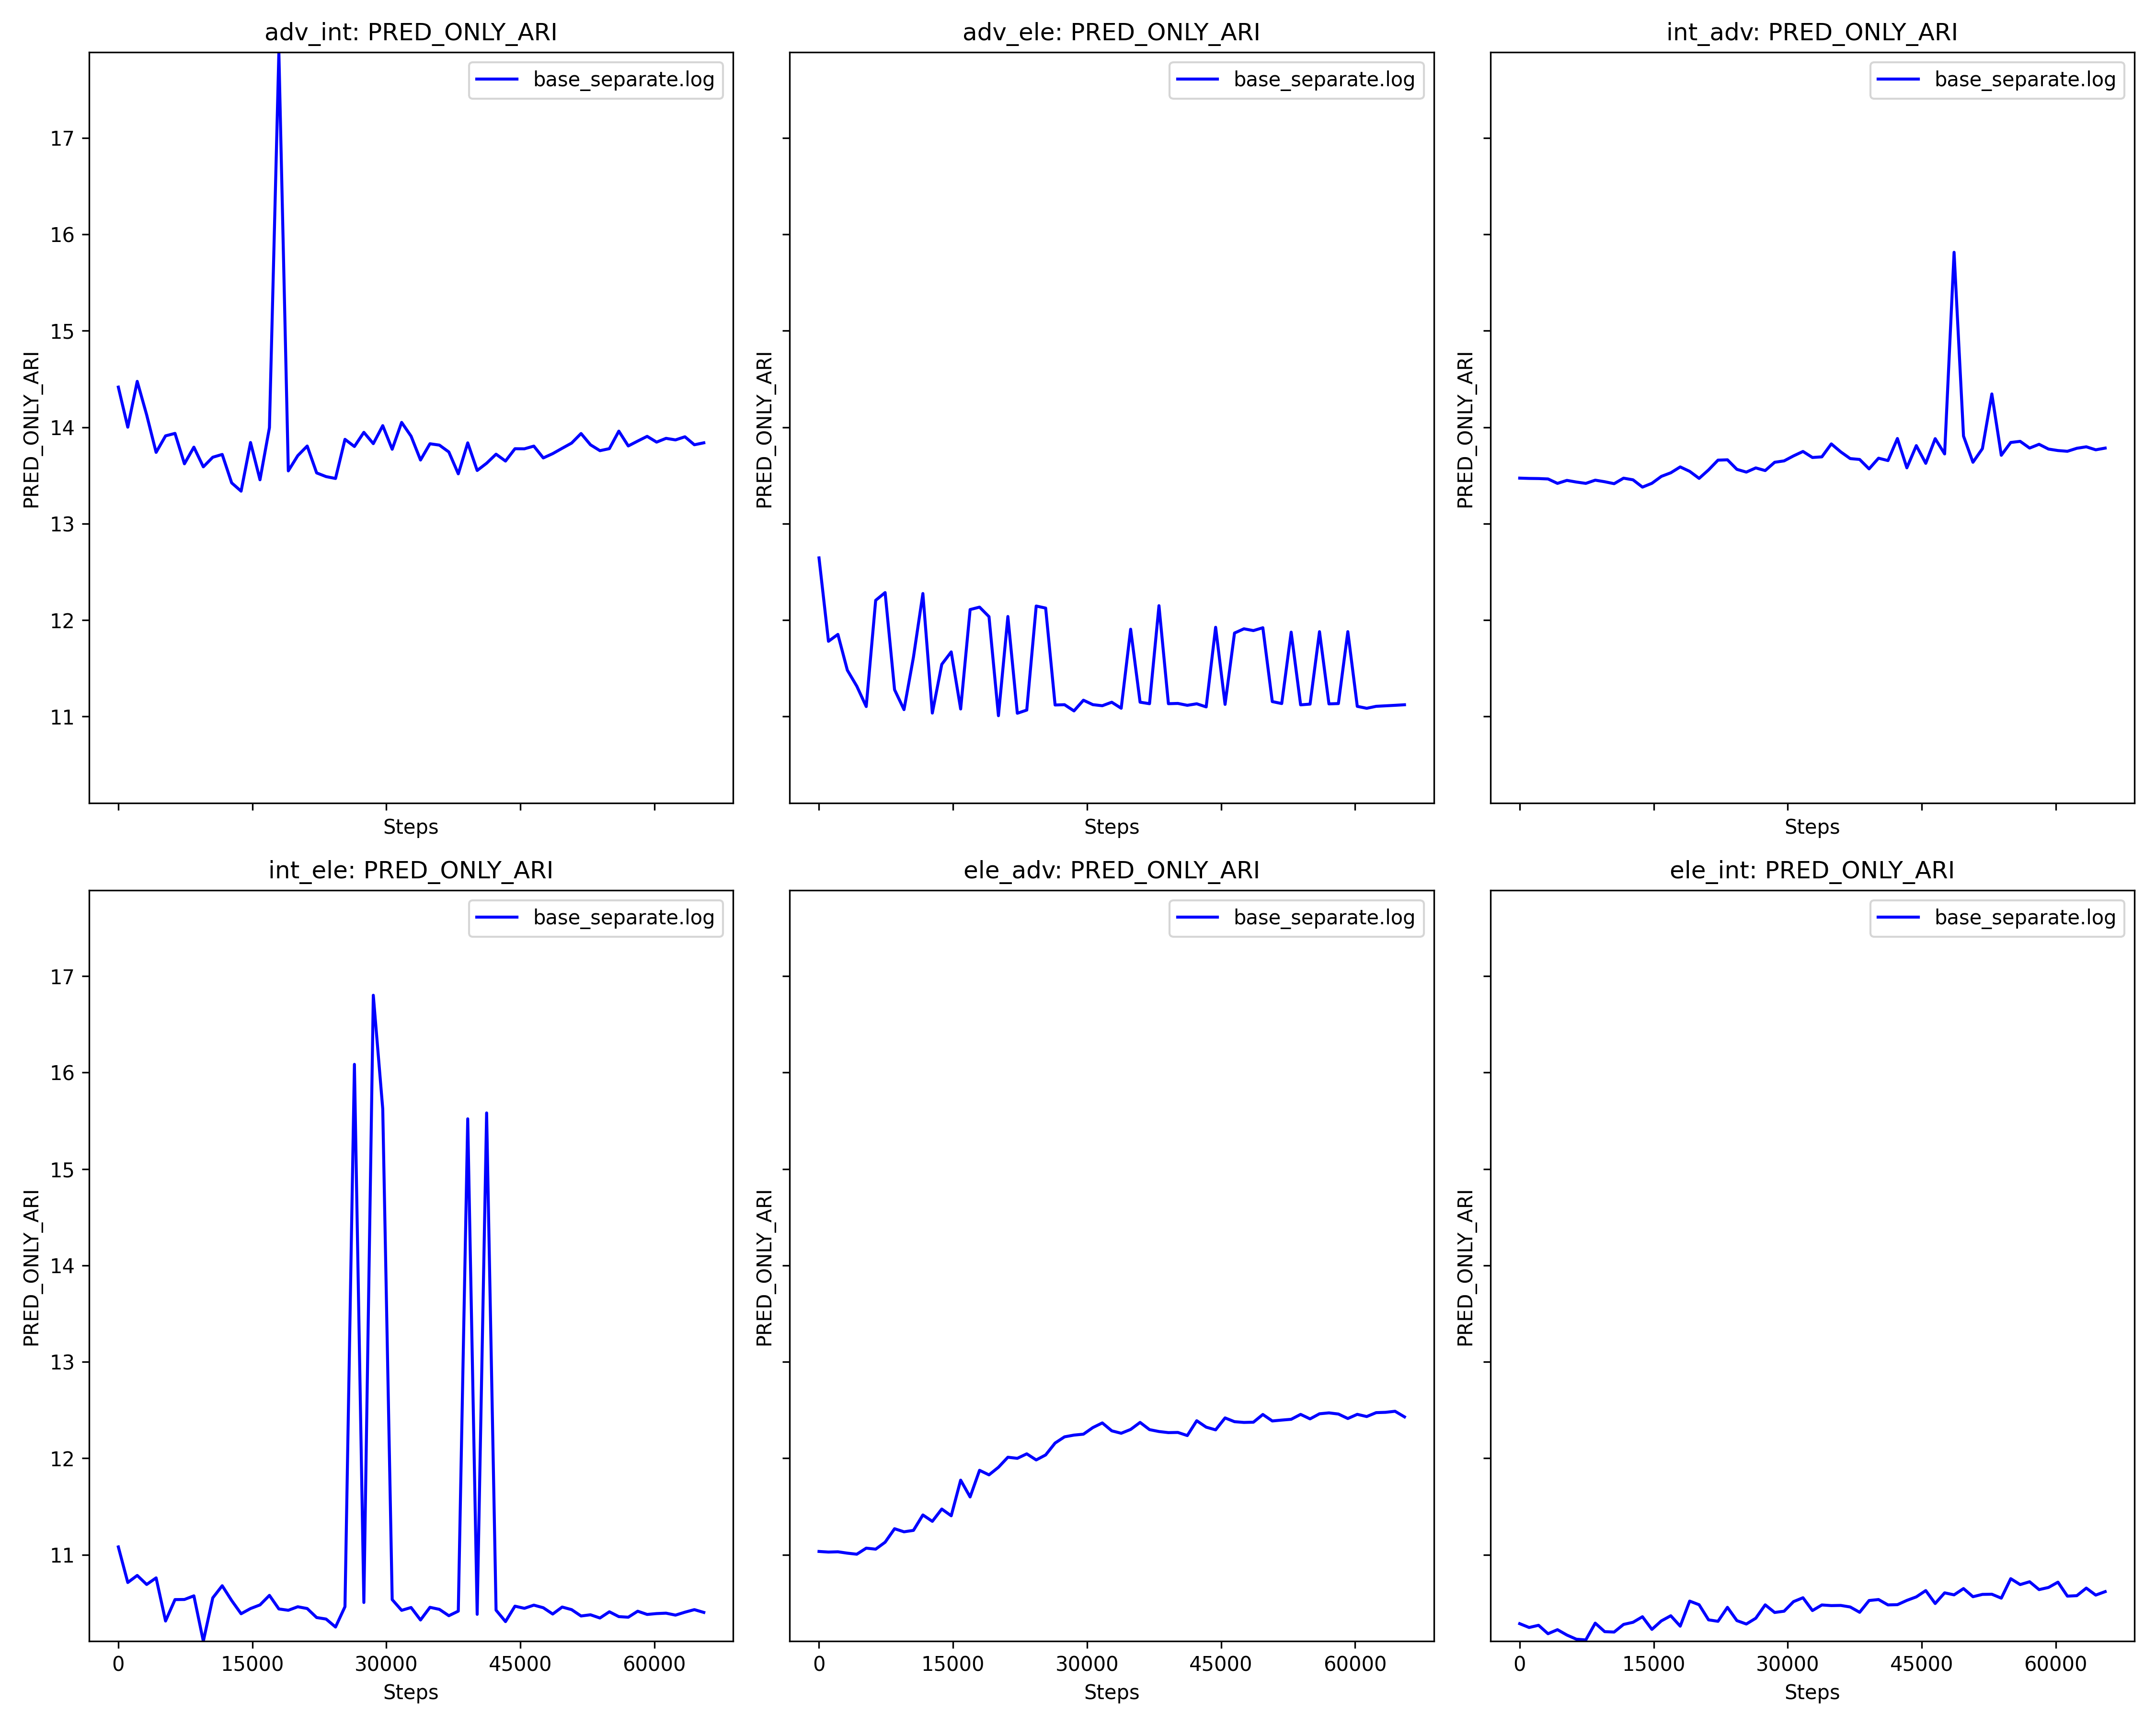 adv_int: PRED_ONLY_ARI
base_separate.log
17
16
15
14
13
12
11
PRED_ONLY_ARI
Steps
adv_ele: PRED_ONLY_ARI
base_separate.log
PRED_ONLY_ARI
Steps
int_adv: PRED_ONLY_ARI
base_separate.log
PRED_ONLY_ARI
Steps
int_ele: PRED_ONLY_ARI
base_separate.log
17
16
15
14
13
12
11
PRED_ONLY_ARI
0 15000 30000 45000 60000
Steps
ele_adv: PRED_ONLY_ARI
base_separate.log
PRED_ONLY_ARI
0 15000 30000 45000 60000
Steps
ele_int: PRED_ONLY_ARI
base_separate.log
PRED_ONLY_ARI
0 15000 30000 45000 60000
Steps